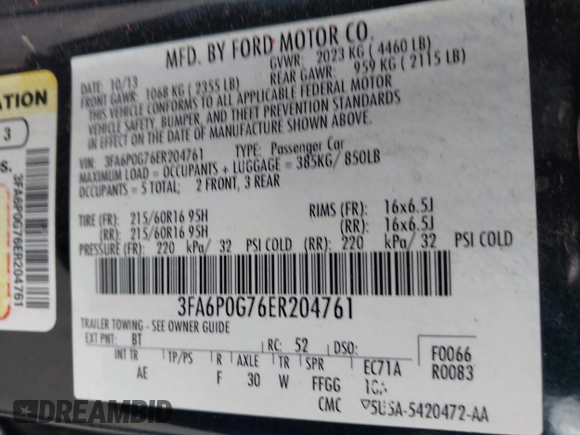 MFD. BY FORD MOTOR CO.
DATE: 10/13 GVWR: 2023 KG ( 4460 LB)
FRONT GAWR: 1068 KG ( 2355 LB) REAR GAWR: 959 KG ( 2115 LB)
THIS VEHICLE CONFORMS TO ALL APPLICABLE FEDERAL MOTOR
VEHICLE SAFETY, BUMPER, AND THEFT PREVENTION STANDARDS
IN EFFECT ON THE DATE OF MANUFACTURE SHOWN ABOVE.
VIN: 3FA6P0G76ER204761 TYPE: Passenger Car
MAXIMUM LOAD = OCCUPANTS + LUGGAGE = 385KG/ 850LB
OCCUPANTS = 5 TOTAL; 2 FRONT, 3 REAR
TIRE (FR): 215/60R16 95H RIMS (FR): 16x6.5J
(RR): 215/60R16 95H (RR): 16x6.5J
PRESSURE (FR): 220 kPa/ 32 PSI COLD (RR): 220 kPa/ 32 PSI COLD
3FA6P0G76ER204761
TRAILER TOWING - SEE OWNER GUIDE
EXT PNT: BT RC: 52 DSO: F0066
INT TR TP/PS R AXLE TR SPR EC71A R0083
AE F 30 W FFGG
CMC
ATION
3
S.
3FA6P0G76ER204761
DREAMBID